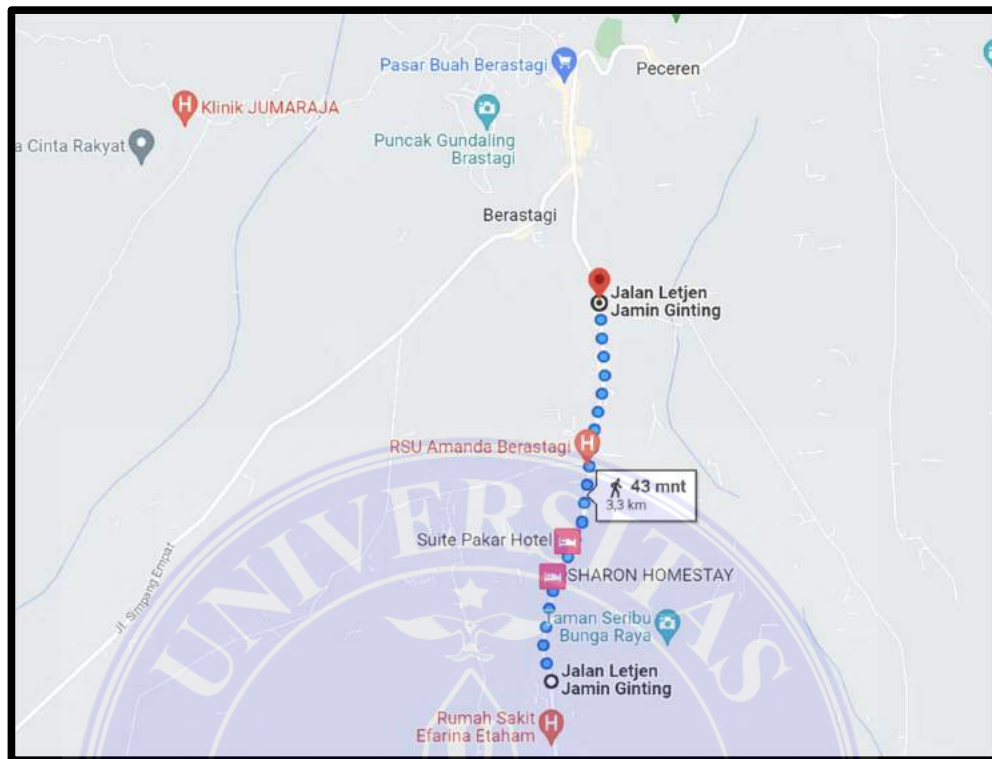 Pasar Buah Berastagi
Peceren
Klinik JUMARAJA
a Cinta Rakyat
Puncak Gundaling
Brastagi
Berastagi
Jalan Letjen
Jamin Ginting
RSU Amanda Berastagi
43 mnt
3,3 km
Suite Pakar Hotel
SHARON HOMESTAY
Jl. Simpang Empat
Taman Seribu
Bunga Raya
Jalan Letjen
Jamin Ginting
Rumah Sakit
Efarina Etaham
UNIVERSITAS